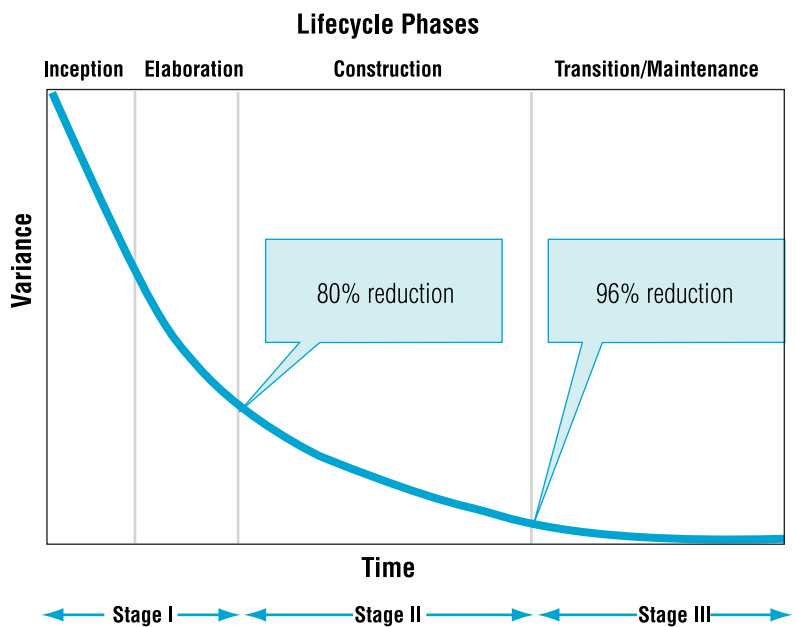 Lifecycle Phases
Inception Elaboration Construction Transition/Maintenance
Variance
80% reduction 96% reduction
Time
Stage I Stage II Stage III